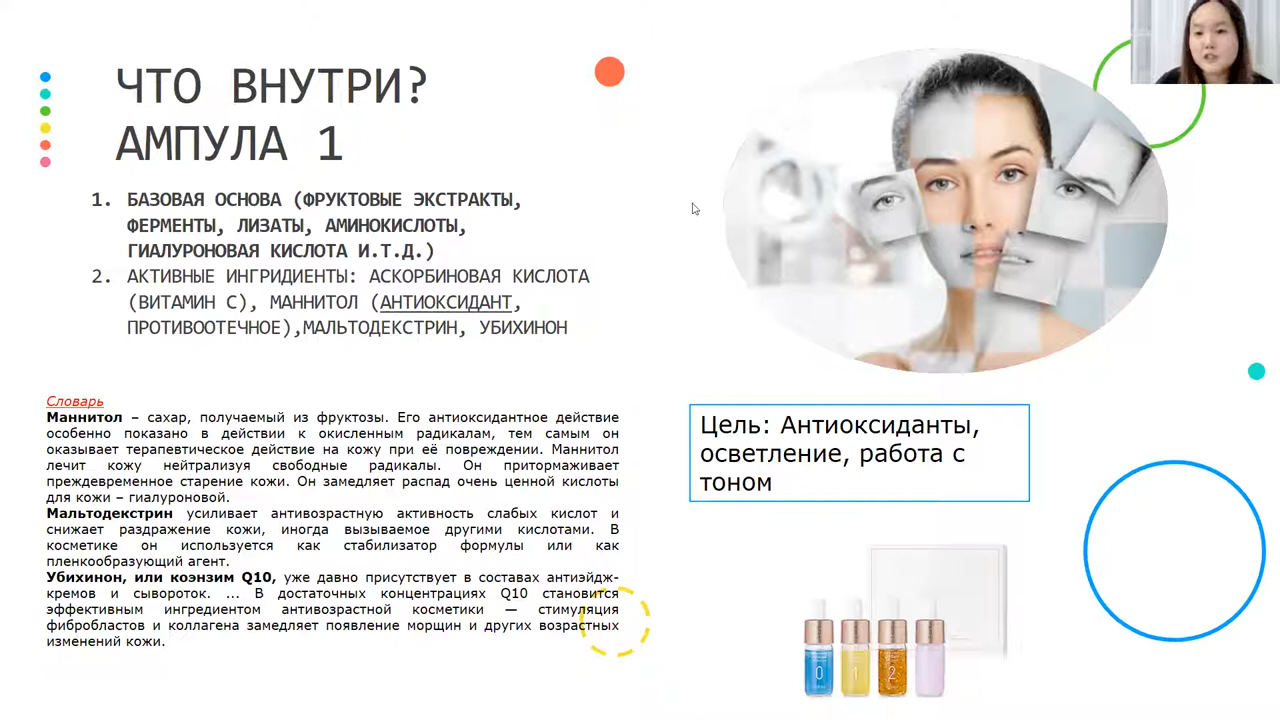 ЧТО ВНУТРИ?
АМПУЛА 1
1. БАЗОВАЯ ОСНОВА (ФРУКТОВЫЕ ЭКСТРАКТЫ,
ФЕРМЕНТЫ, ЛИЗАТЫ, АМИНОКИСЛОТЫ,
ГИАЛУРОНОВАЯ КИСЛОТА И.Т.Д.)
2. АКТИВНЫЕ ИНГРИДИЕНТЫ: АСКОРБИНОВАЯ КИСЛОТА
(ВИТАМИН С), МАННИТОЛ (АНТИОКСИДАНТ,
ПРОТИВООТЕЧНОЕ),МАЛЬТОДЕКСТРИН, УБИХИНОН
Словарь
Маннитол – сахар, получаемый из фруктозы. Его антиоксидантное действие
особенно показано в действии к окисленным радикалам, тем самым он
оказывает терапевтическое действие на кожу при её повреждении. Маннитол
лечит кожу нейтрализуя свободные радикалы. Он притормаживает
преждевременное старение кожи. Он замедляет распад очень ценной кислоты
для кожи – гиалуроновой.
Мальтодекстрин усиливает антивозрастную активность слабых кислот и
снижает раздражение кожи, иногда вызываемое другими кислотами. В
косметике он используется как стабилизатор формулы или как
пленкообразующий агент.
Убихинон, или коэнзим Q10, уже давно присутствует в составах антиэйдж-
кремов и сывороток. ... В достаточных концентрациях Q10 становится
эффективным ингредиентом антивозрастной косметики — стимуляция
фибробластов и коллагена замедляет появление морщин и других возрастных
изменений кожи.
Цель: Антиоксиданты,
осветление, работа с
тоном
0 1 2